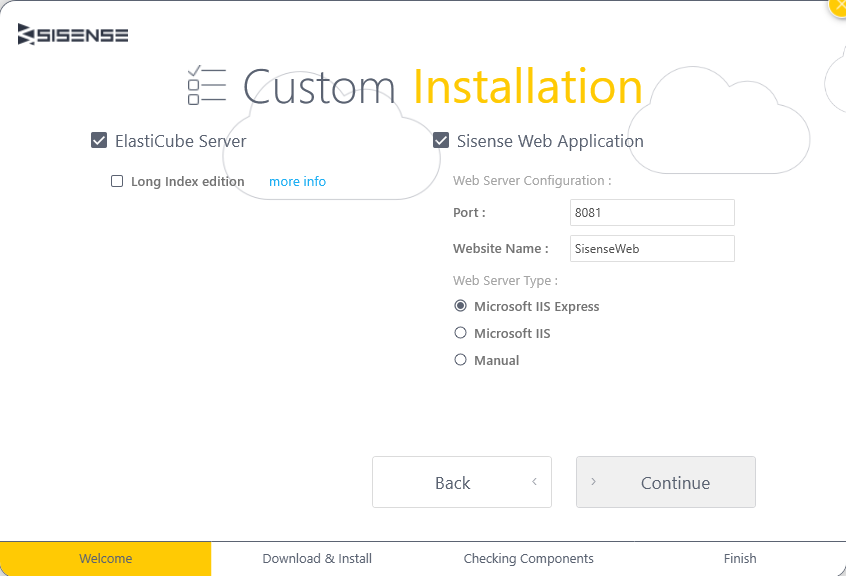 SISENSE
Custom Installation
ElastiCube Server
Long Index edition more info
Sisense Web Application
Web Server Configuration :
Port : 8081
Website Name : SisenseWeb
Web Server Type :
Microsoft IIS Express
Microsoft IIS
Manual
Back
Continue
Welcome
Download & Install
Checking Components
Finish